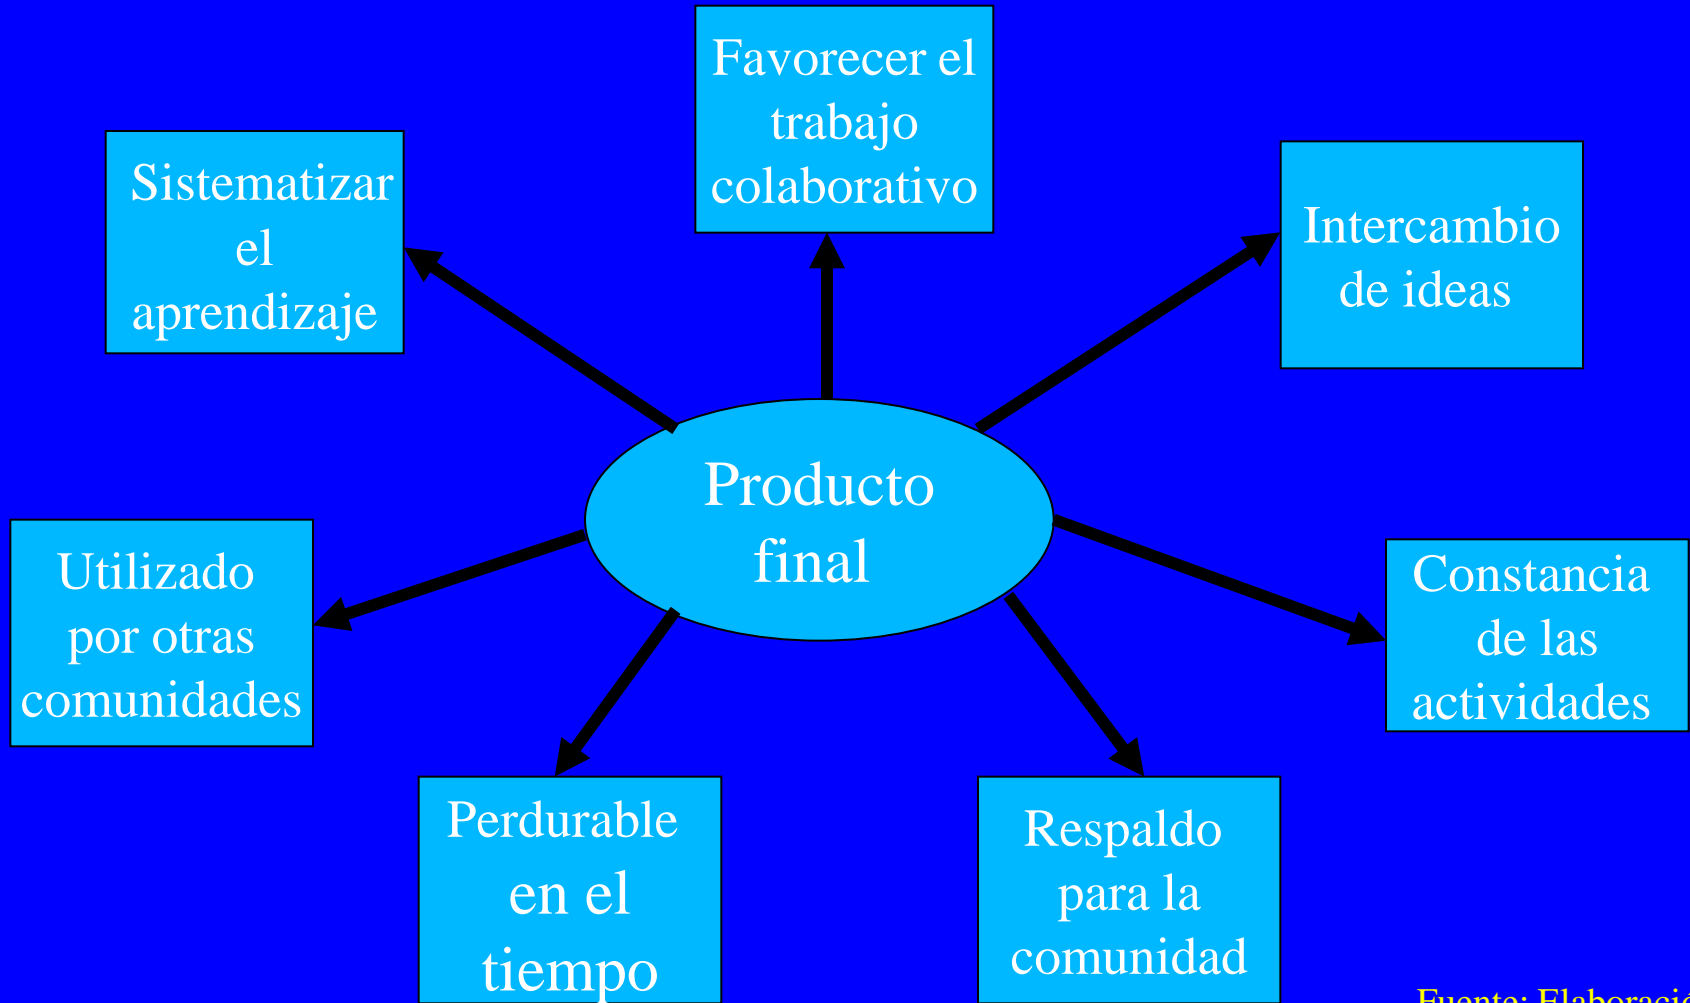 Favorecer el
trabajo
colaborativo
Sistematizar
el
aprendizaje
Intercambio
de ideas
Producto
final
Utilizado
por otras
comunidades
Constancia
de las
actividades
Perdurable
en el
tiempo
Respaldo
para la
comunidad
Fuente: